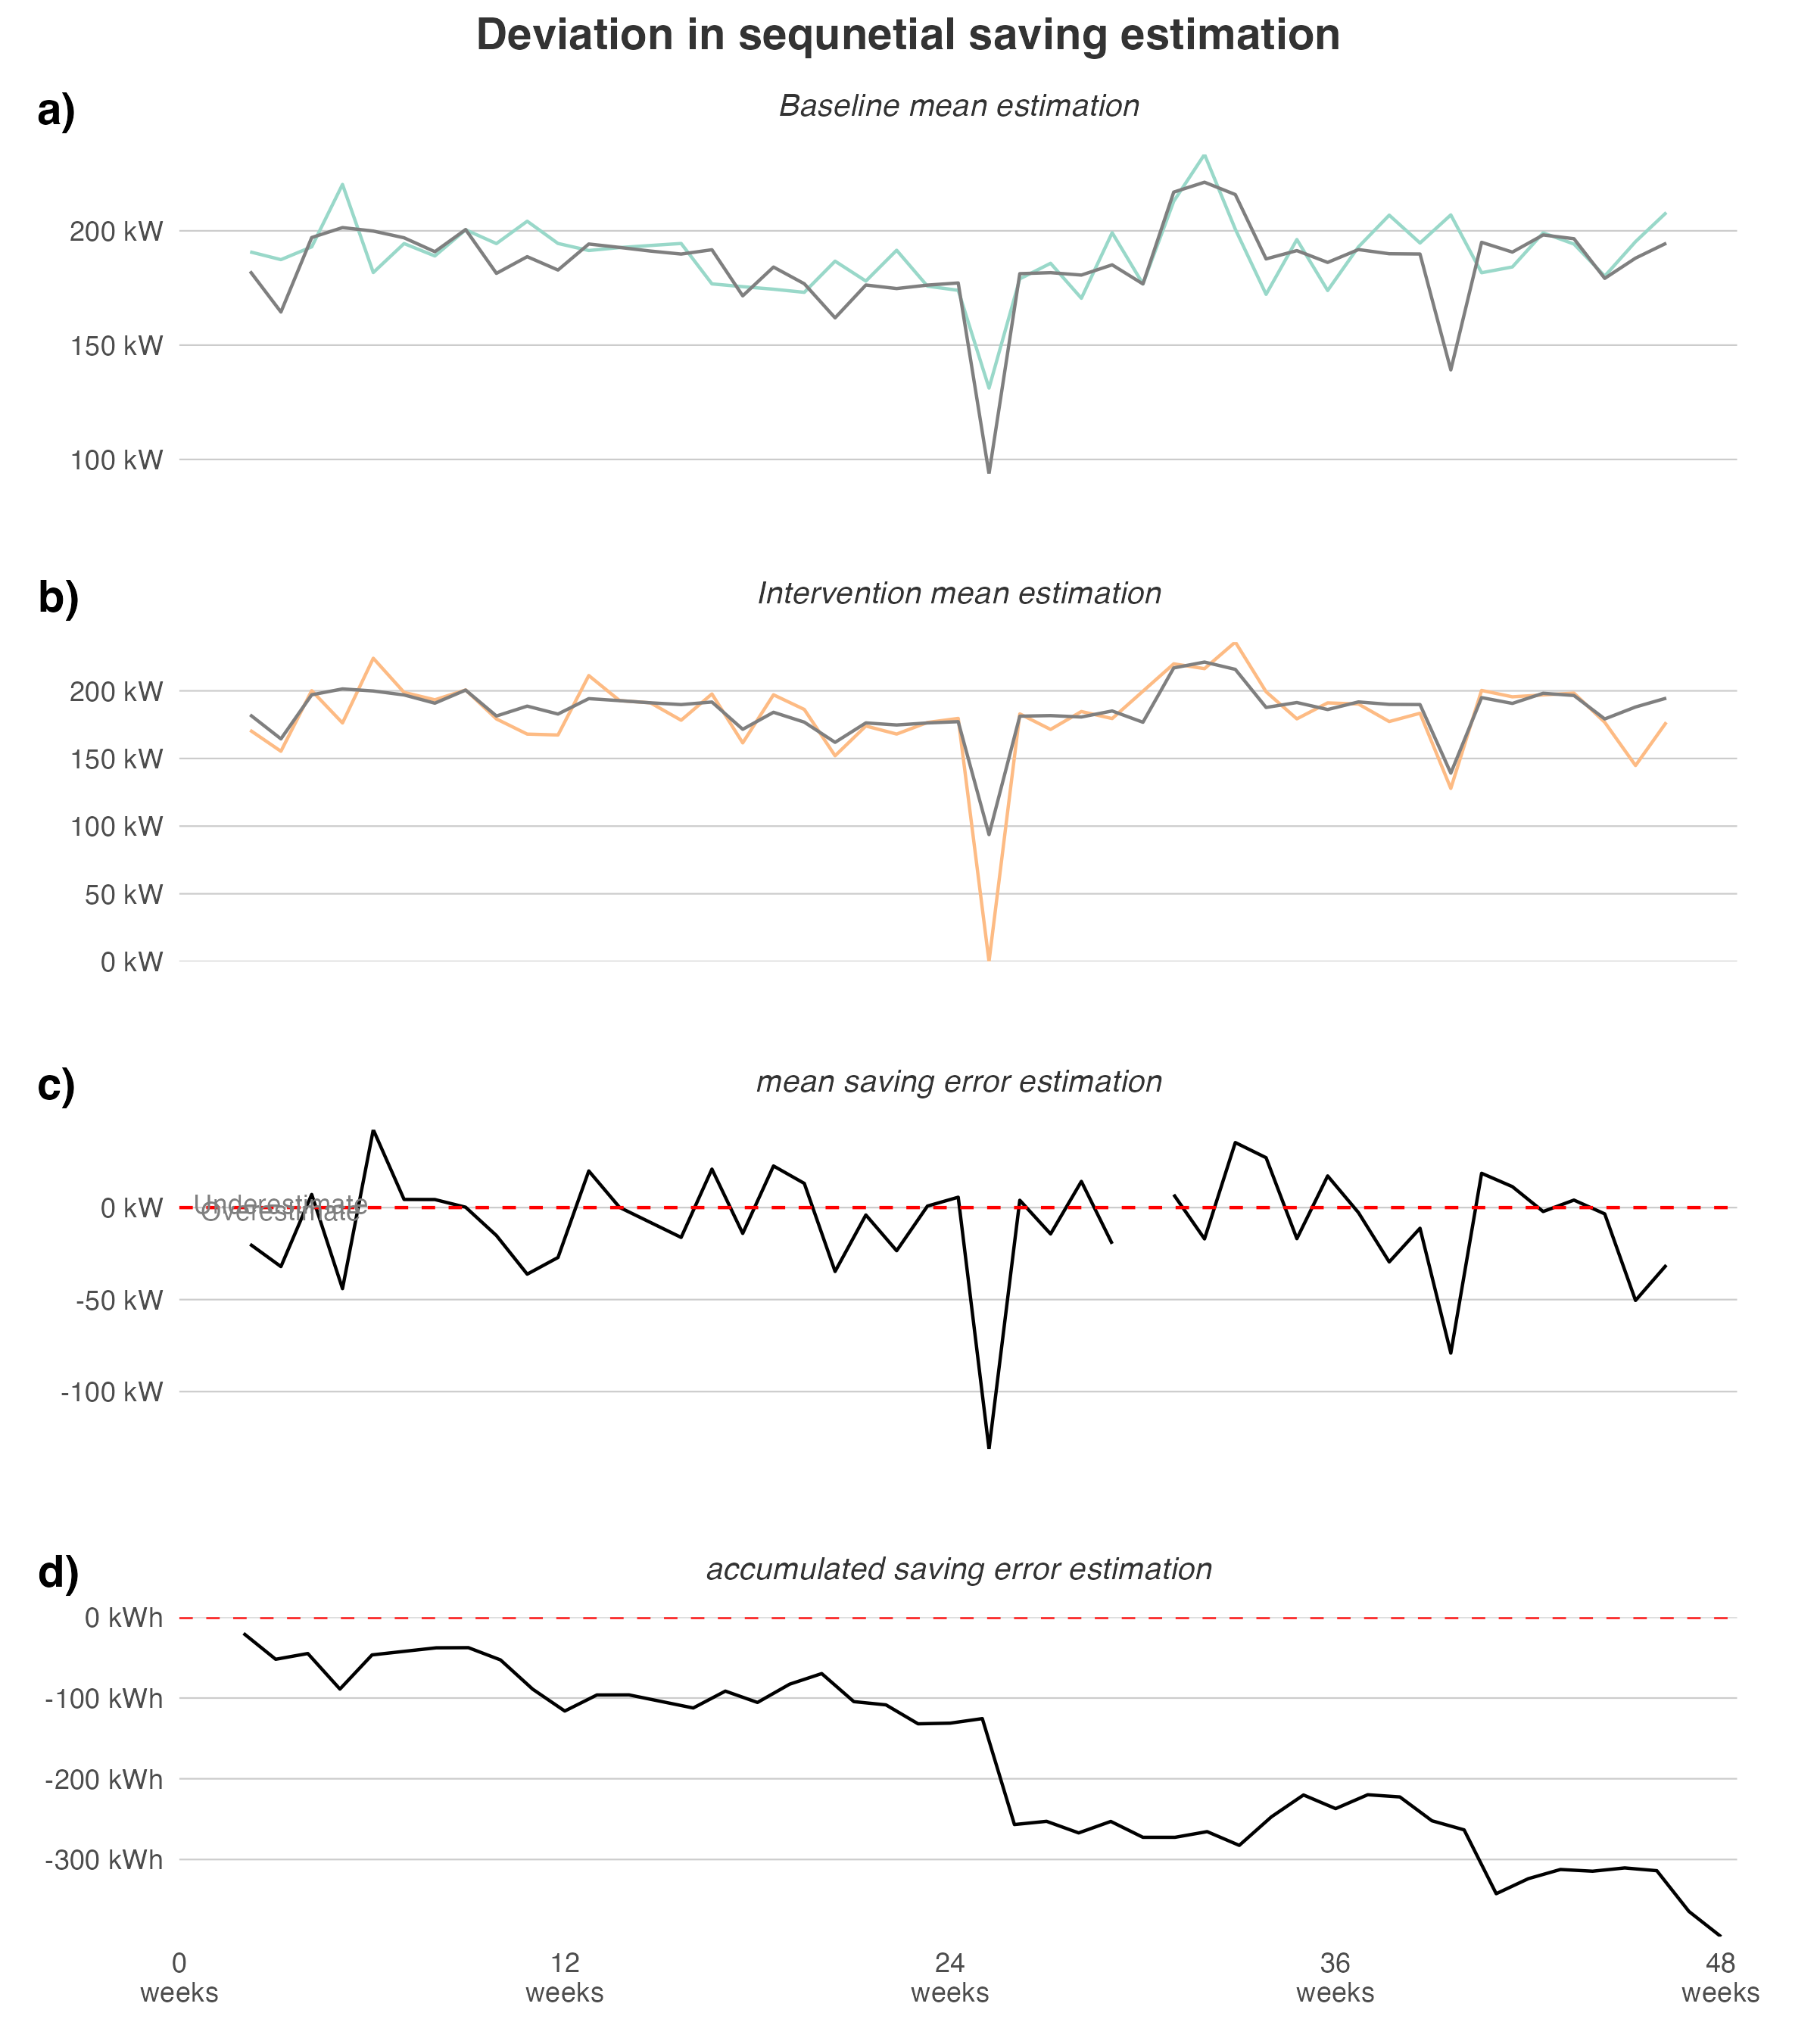 Deviation in sequnetial saving estimation
a)
Baseline mean estimation
200 kW
150 kW
100 kW
b)
Intervention mean estimation
200 kW
150 kW
100 kW
50 kW
0 kW
c)
mean saving error estimation
Underestimate
0 kW
Overestimate
-50 kW
-100 kW
d)
accumulated saving error estimation
0 kWh
-100 kWh
-200 kWh
-300 kWh
0
weeks
12
weeks
24
weeks
36
weeks
48
weeks